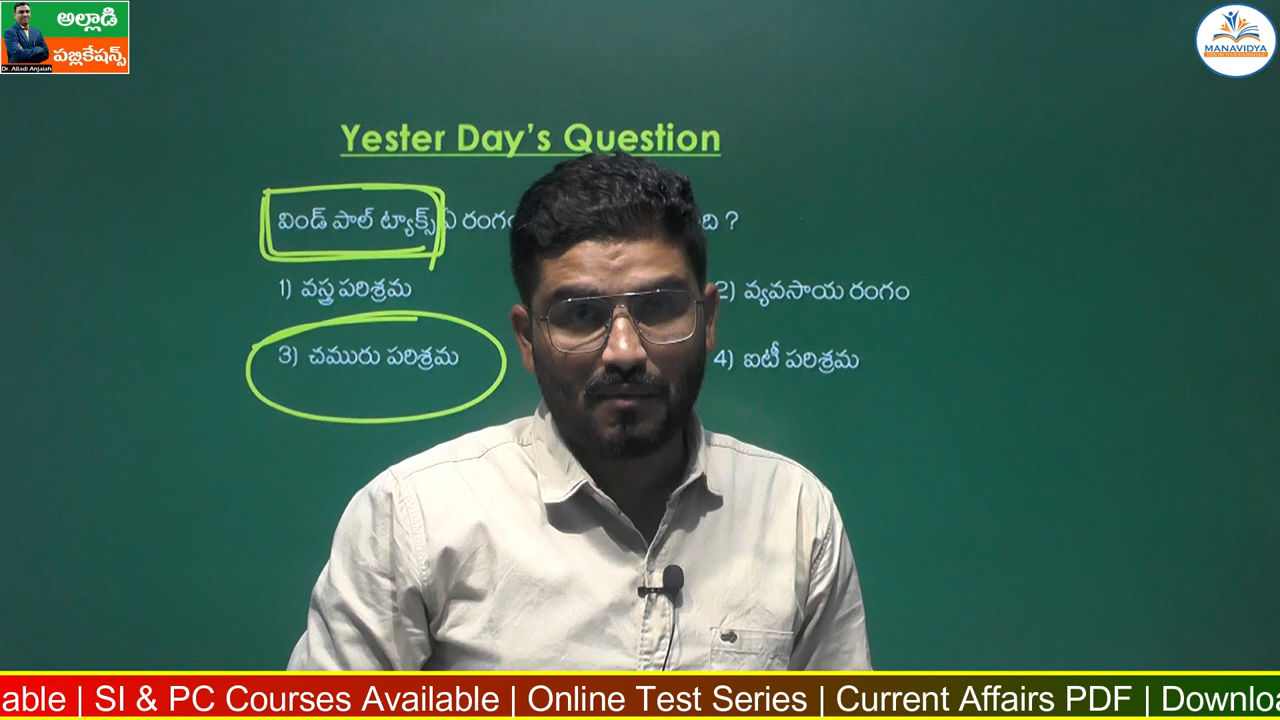 అల్లాడి
పబ్లికేషన్స్
Dr. Alladi Anjaiah
MANAVIDYA
Yester Day's Question
విండ్ పాల్ ట్యాక్స్ ఏ
1) వస్త్ర పరిశ్రమ
2) వ్యవసాయ రంగం
3) చమురు పరిశ్రమ
4) ఐటీ పరిశ్రమ
able | SI & PC Courses Available | Online Test Series | Current Affairs PDF |